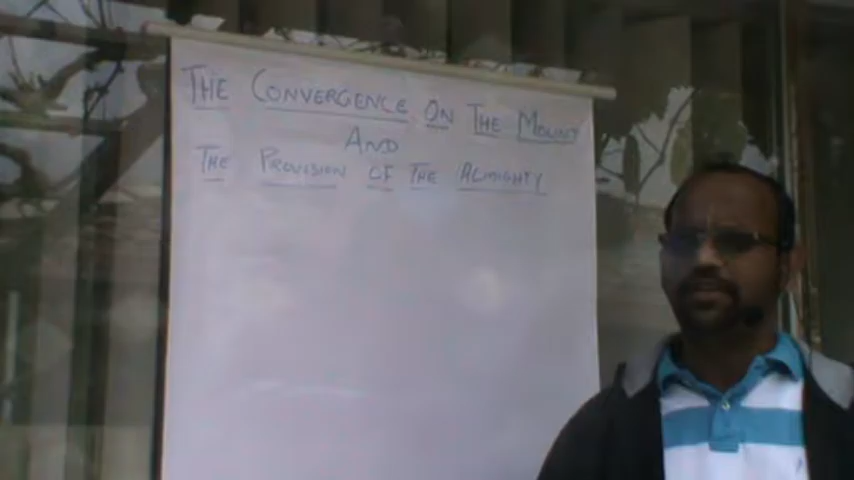 THE CONVERGENCE ON THE MOUNT
AND
THE PROVISION OF THE ALMIGHTY